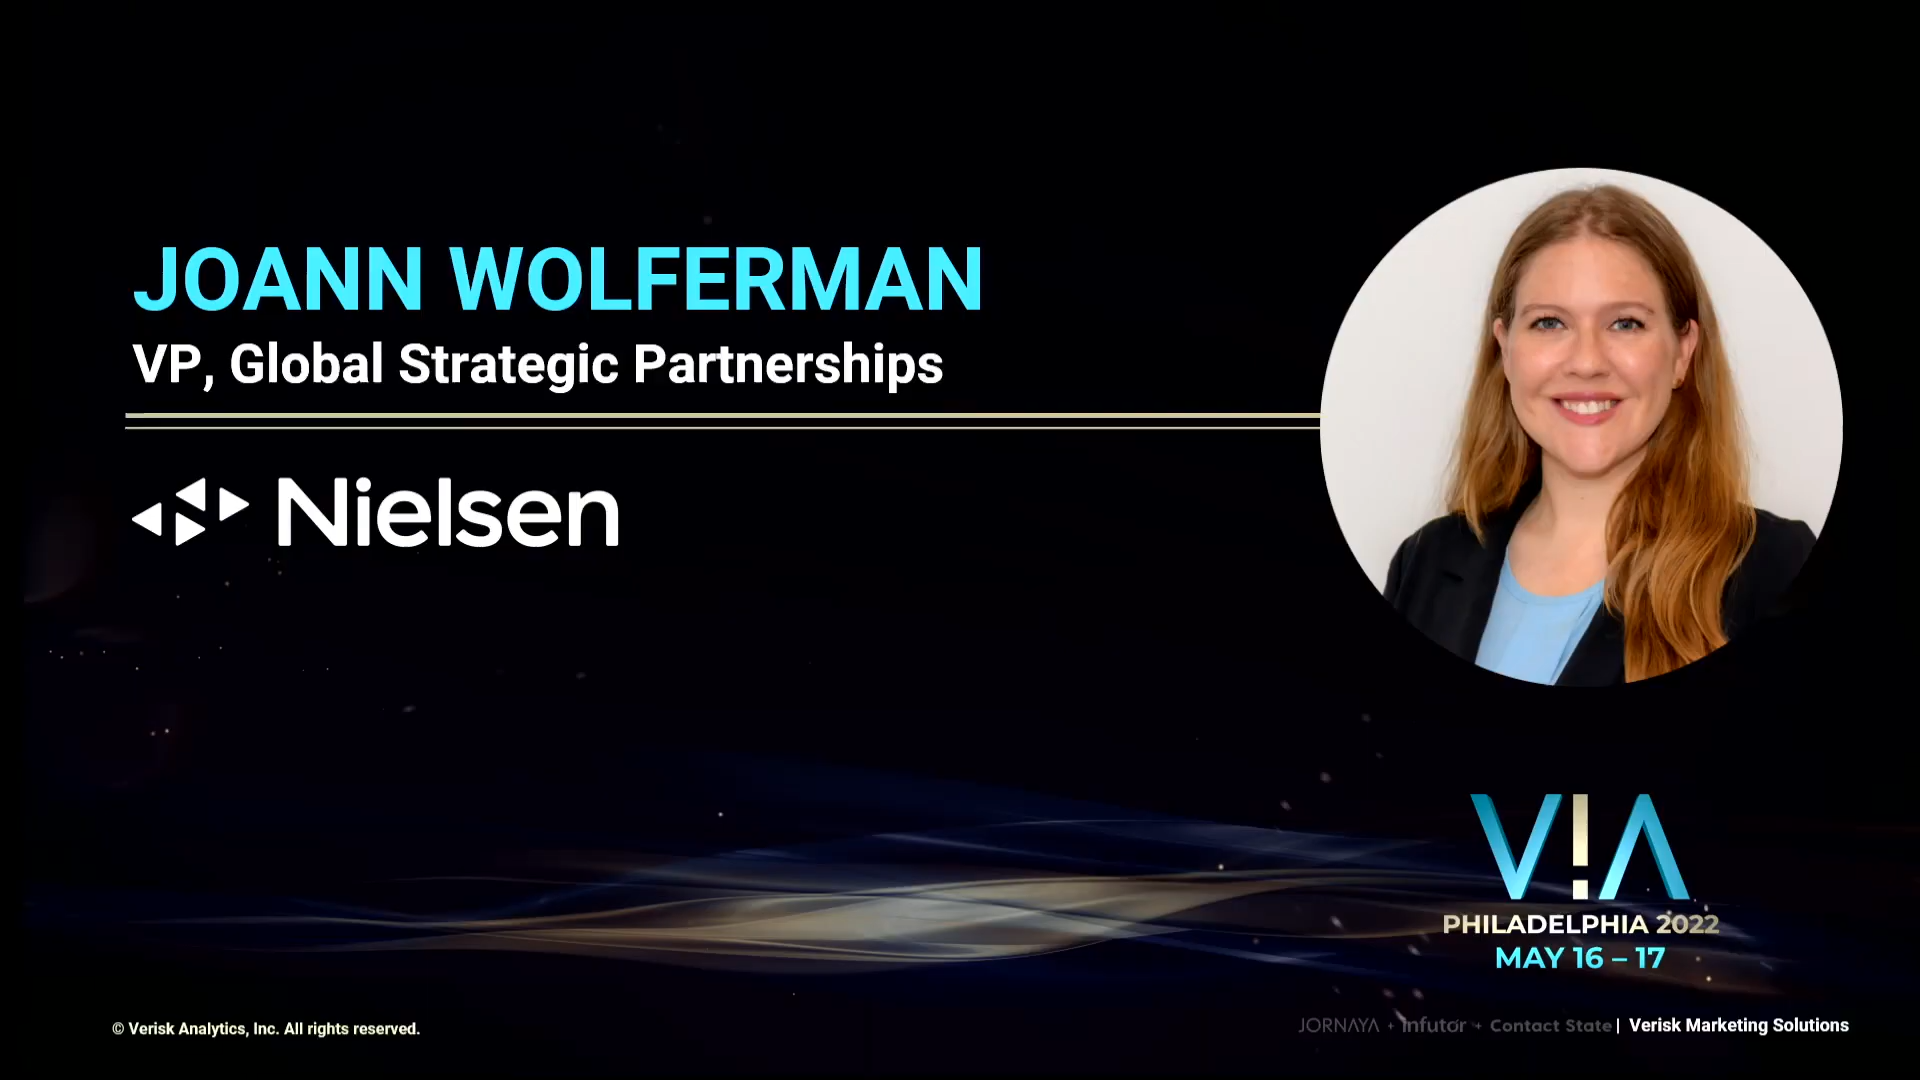 JOANN WOLFERMAN
VP, Global Strategic Partnerships
Nielsen
V!A
PHILADELPHIA 2022
MAY 16 – 17
© Verisk Analytics, Inc. All rights reserved.
JORNAYA + infutor + Contact State | Verisk Marketing Solutions